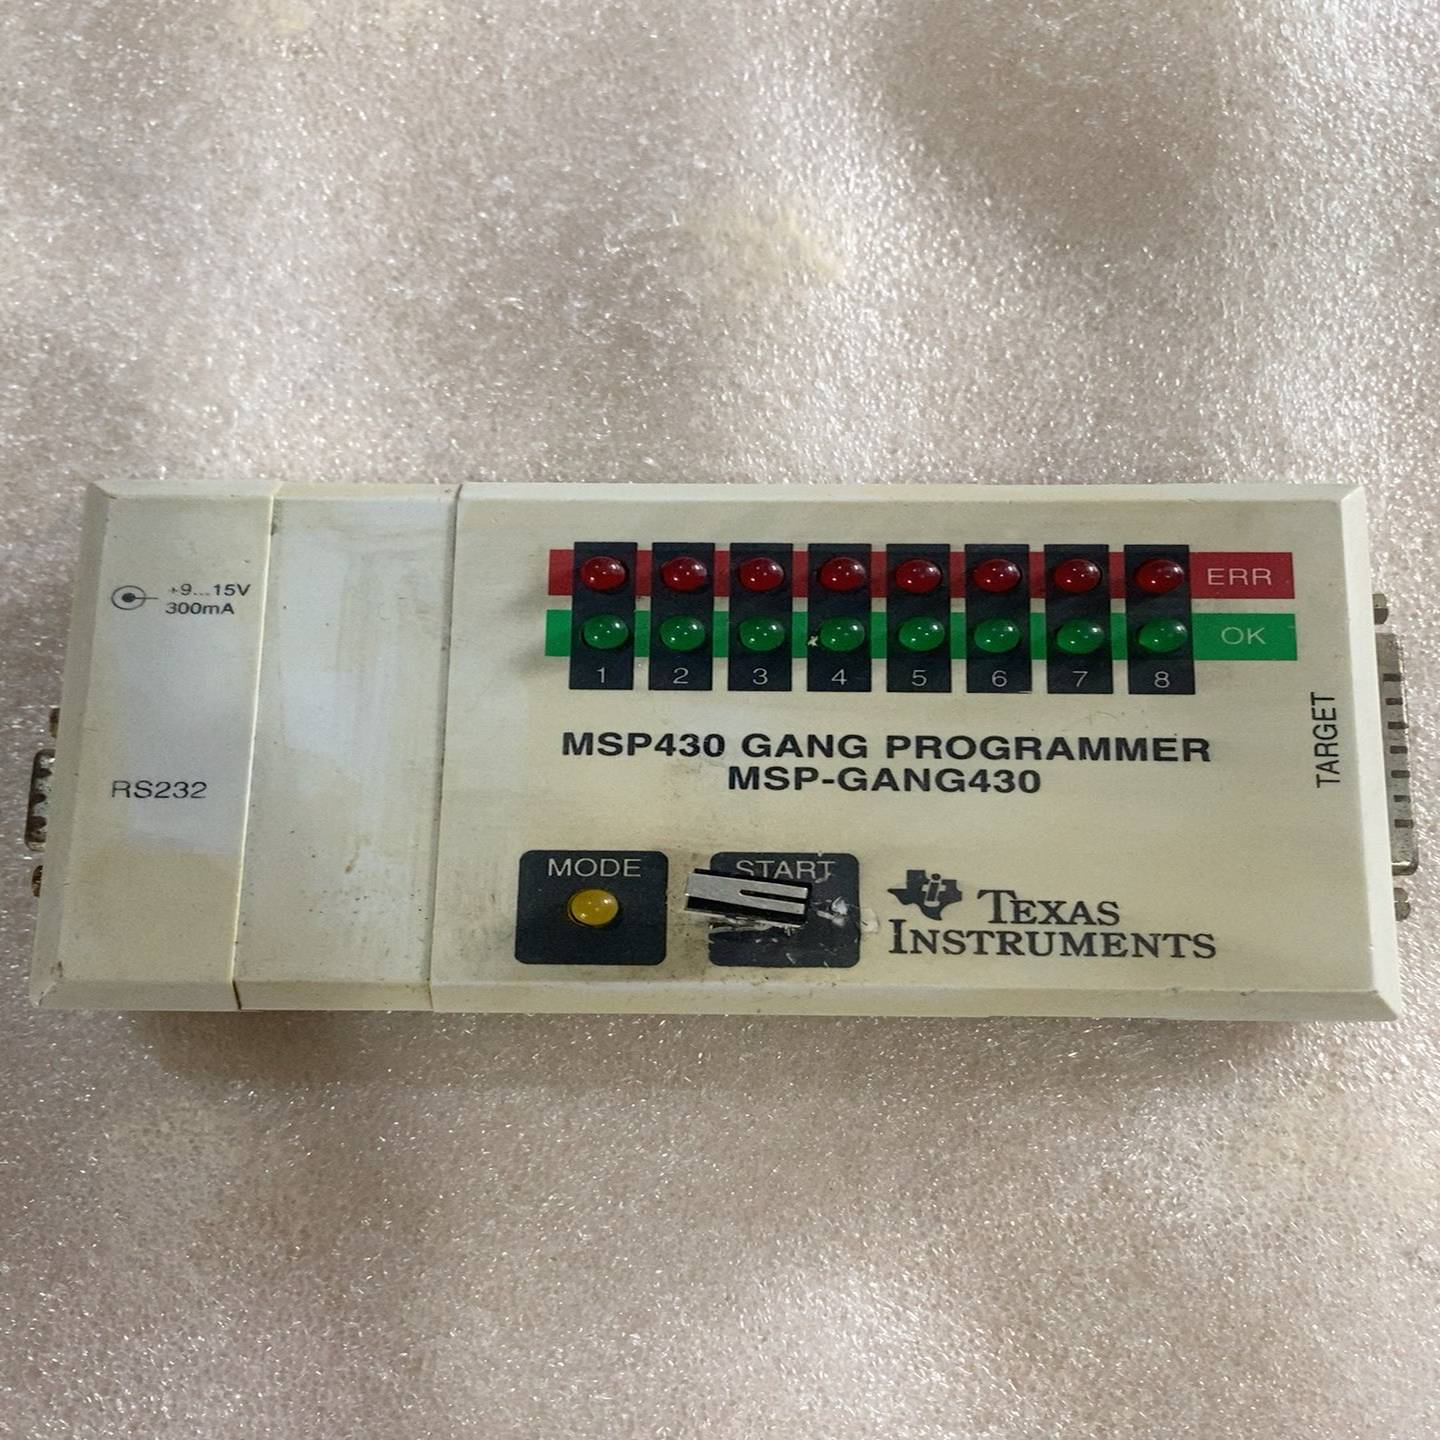 +9...15V
300mA
RS232
ERR
OK
1 2 3 4 5 6 7 8
MSP430 GANG PROGRAMMER
MSP-GANG430
TARGET
MODE
START
TEXAS
INSTRUMENTS